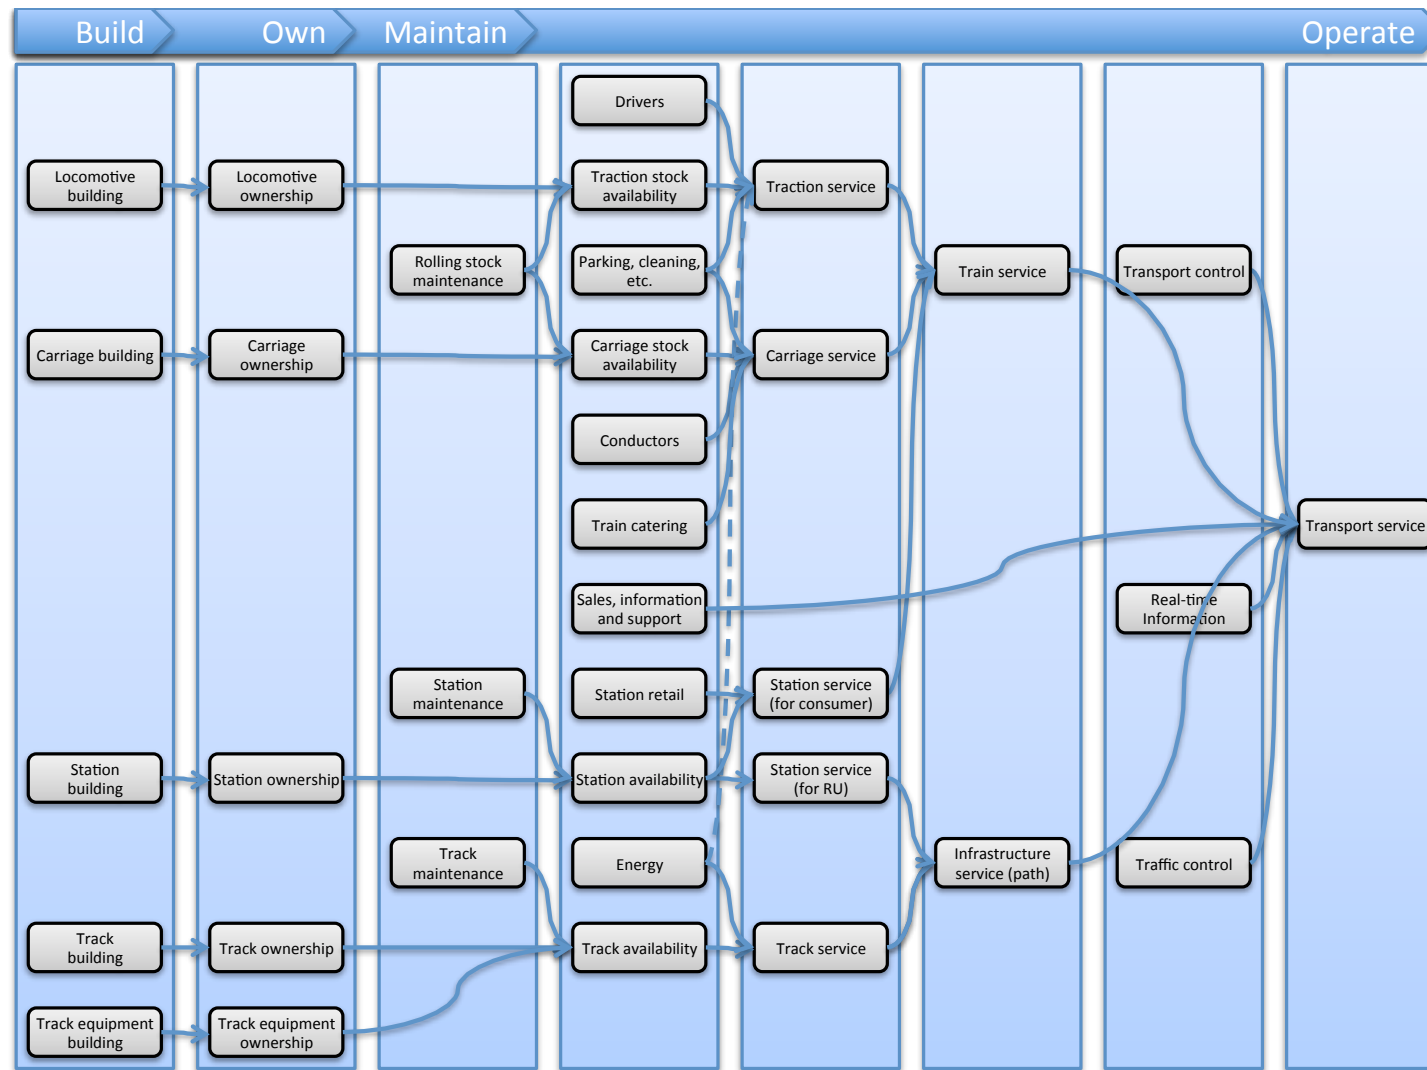 Build
Own
Maintain
Operate
Drivers
Locomotive
building
Locomotive
ownership
Traction stock
availability
Traction service
Rolling stock
maintenance
Parking, cleaning,
etc.
Train service
Transport control
Carriage building
Carriage
ownership
Carriage stock
availability
Carriage service
Conductors
Train catering
Transport service
Sales, information
and support
Real-time
Information
Station
maintenance
Station retail
Station service
(for consumer)
Station
building
Station ownership
Station availability
Station service
(for RU)
Track
maintenance
Energy
Infrastructure
service (path)
Traffic control
Track
building
Track ownership
Track availability
Track service
Track equipment
building
Track equipment
ownership